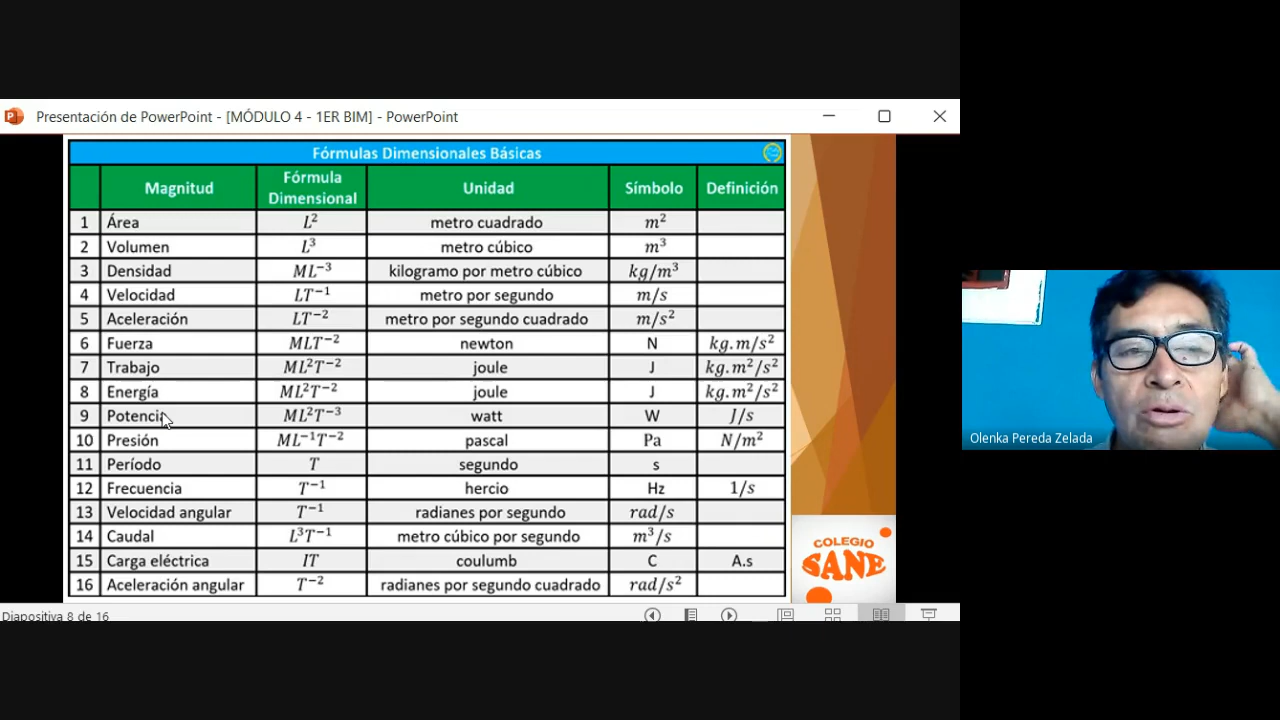 Presentación de PowerPoint - [MÓDULO 4 - 1ER BIM] - PowerPoint
Fórmulas Dimensionales Básicas
Magnitud Fórmula Dimensional Unidad Símbolo Definición
1 Área L² metro cuadrado m²
2 Volumen L³ metro cúbico m³
3 Densidad ML⁻³ kilogramo por metro cúbico kg/m³
4 Velocidad LT⁻¹ metro por segundo m/s
5 Aceleración LT⁻² metro por segundo cuadrado m/s²
6 Fuerza MLT⁻² newton N kg.m/s²
7 Trabajo ML²T⁻² joule J kg.m²/s²
8 Energía ML²T⁻² joule J kg.m²/s²
9 Potencia ML²T⁻³ watt W J/s
10 Presión ML⁻¹T⁻² pascal Pa N/m²
11 Período T segundo s
12 Frecuencia T⁻¹ hercio Hz 1/s
13 Velocidad angular T⁻¹ radianes por segundo rad/s
14 Caudal L³T⁻¹ metro cúbico por segundo m³/s
15 Carga eléctrica IT coulumb C A.s
16 Aceleración angular T⁻² radianes por segundo cuadrado rad/s²
COLEGIO
SANE
Diapositiva 8 de 16
Olenka Pereda Zelada